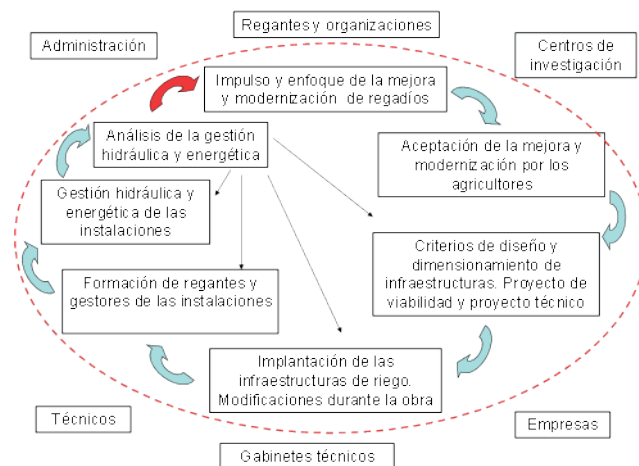 Regantes y organizaciones
Administración
Centros de
investigación
Impulso y enfoque de la mejora
y modernización de regadíos
Análisis de la gestión
hidráulica y energética
Aceptación de la mejora y
modernización por los
agricultores
Gestión hidráulica y
energética de las
instalaciones
Criterios de diseño y
dimensionamiento de
infraestructuras. Proyecto de
viabilidad y proyecto técnico
Formación de regantes y
gestores de las instalaciones
Implantación de las
infraestructuras de riego.
Modificaciones durante la obra
Técnicos
Empresas
Gabinetes técnicos